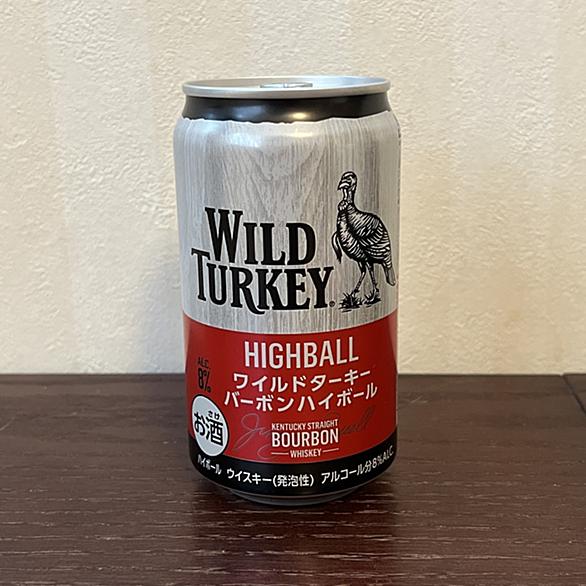 WILD
TURKEY®
HIGHBALL
ALC.
8%
ワイルドターキー
バーボンハイボール
さけ
お酒
KENTUCKY STRAIGHT
BOURBON
WHISKEY
ハイボール ウイスキー(発泡性) アルコール分8%ALC.